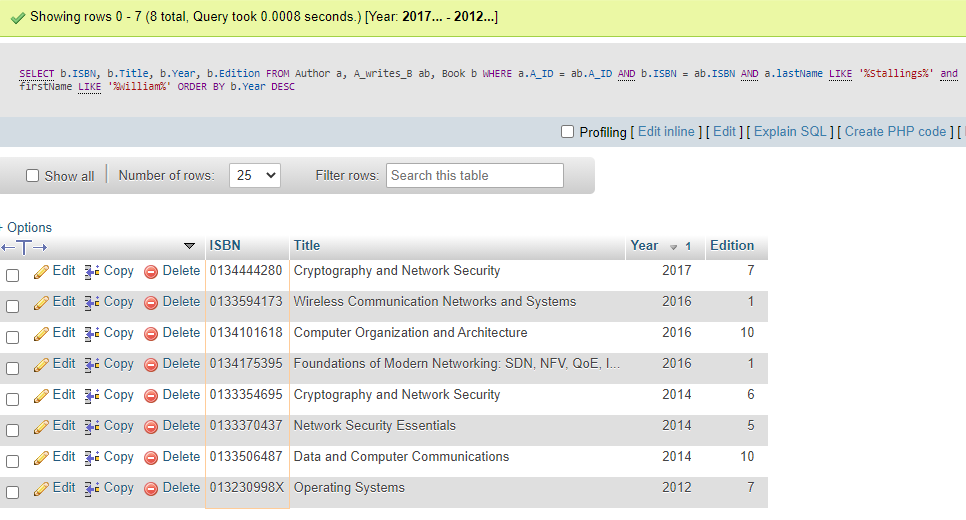 Showing rows 0 - 7 (8 total, Query took 0.0008 seconds.) [Year: 2017... - 2012...]
SELECT b.ISBN, b.Title, b.Year, b.Edition FROM Author a, A_writes_B ab, Book b WHERE a.A_ID = ab.A_ID AND b.ISBN = ab.ISBN AND a.lastName LIKE '%Stallings%' and
firstName LIKE '%William%' ORDER BY b.Year DESC
Profiling [ Edit inline ] [ Edit ] [ Explain SQL ] [ Create PHP code ] [
Show all Number of rows: 25 Filter rows: Search this table
+ Options
←T→ ISBN Title Year 1 Edition
Edit Copy Delete 0134444280 Cryptography and Network Security 2017 7
Edit Copy Delete 0133594173 Wireless Communication Networks and Systems 2016 1
Edit Copy Delete 0134101618 Computer Organization and Architecture 2016 10
Edit Copy Delete 0134175395 Foundations of Modern Networking: SDN, NFV, QoE, I... 2016 1
Edit Copy Delete 0133354695 Cryptography and Network Security 2014 6
Edit Copy Delete 0133370437 Network Security Essentials 2014 5
Edit Copy Delete 0133506487 Data and Computer Communications 2014 10
Edit Copy Delete 013230998X Operating Systems 2012 7